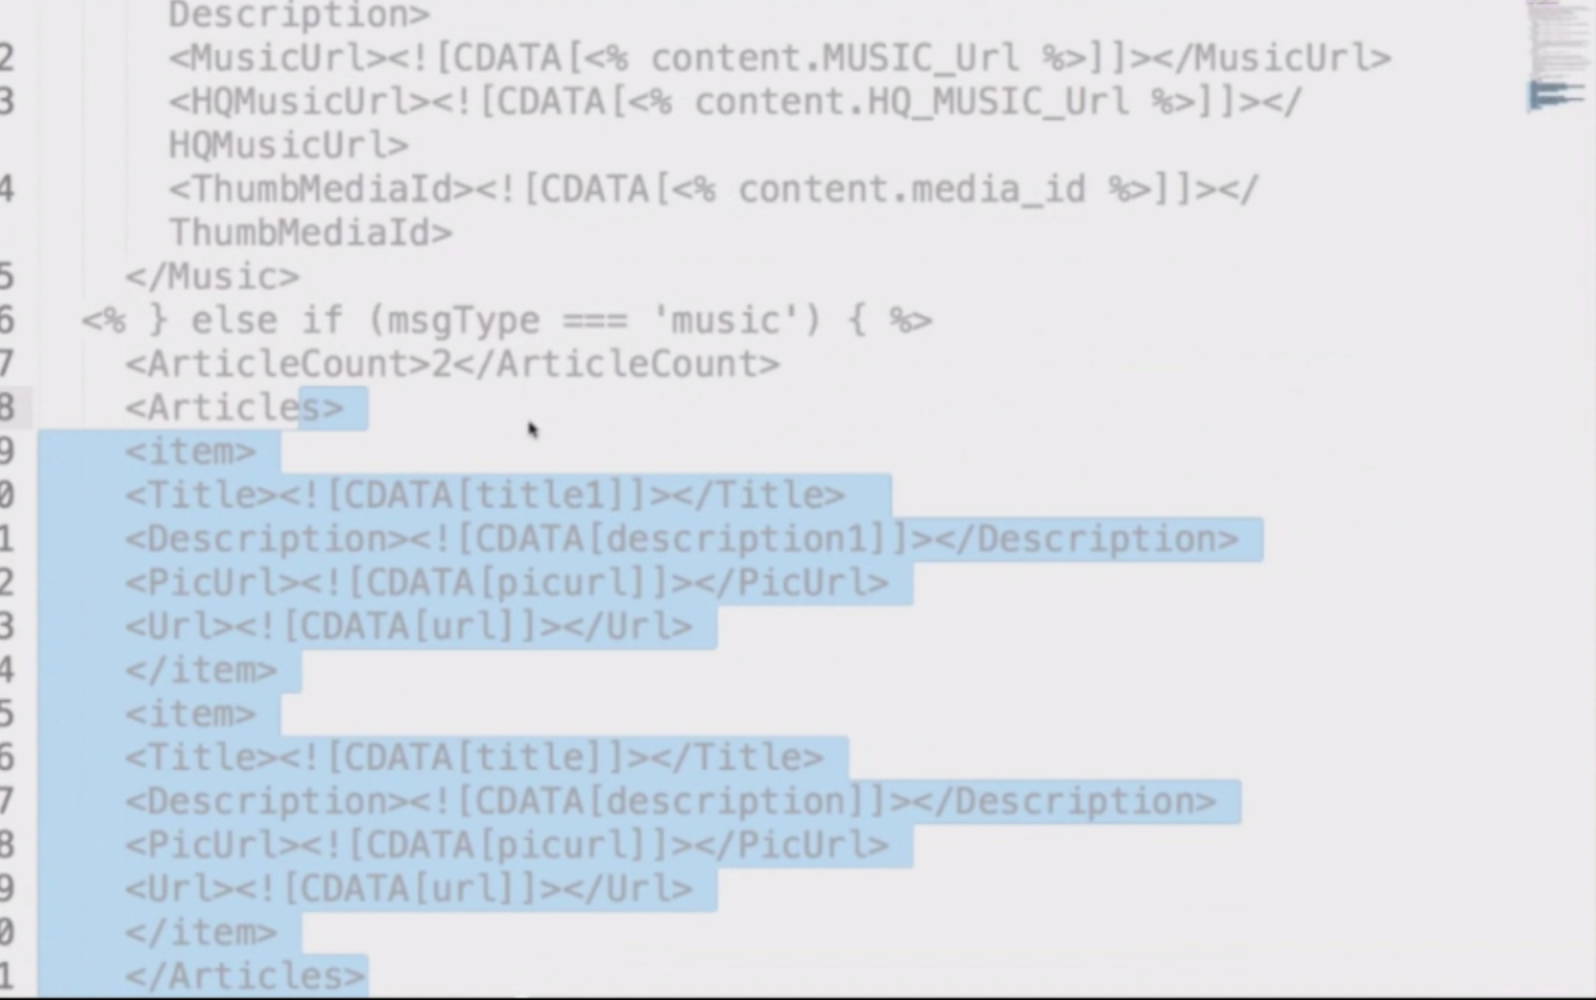 Description>
2 <MusicUrl><![CDATA[<% content.MUSIC_Url %>]]></MusicUrl>
3 <HQMusicUrl><![CDATA[<% content.HQ_MUSIC_Url %>]]></
HQMusicUrl>
4 <ThumbMediaId><![CDATA[<% content.media_id %>]]></
ThumbMediaId>
5 </Music>
6 <% } else if (msgType === 'music') { %>
7 <ArticleCount>2</ArticleCount>
8 <Articles>
9 <item>
0 <Title><![CDATA[title1]]></Title>
1 <Description><![CDATA[description1]]></Description>
2 <PicUrl><![CDATA[picurl]]></PicUrl>
3 <Url><![CDATA[url]]></Url>
4 </item>
5 <item>
6 <Title><![CDATA[title]]></Title>
7 <Description><![CDATA[description]]></Description>
8 <PicUrl><![CDATA[picurl]]></PicUrl>
9 <Url><![CDATA[url]]></Url>
0 </item>
1 </Articles>